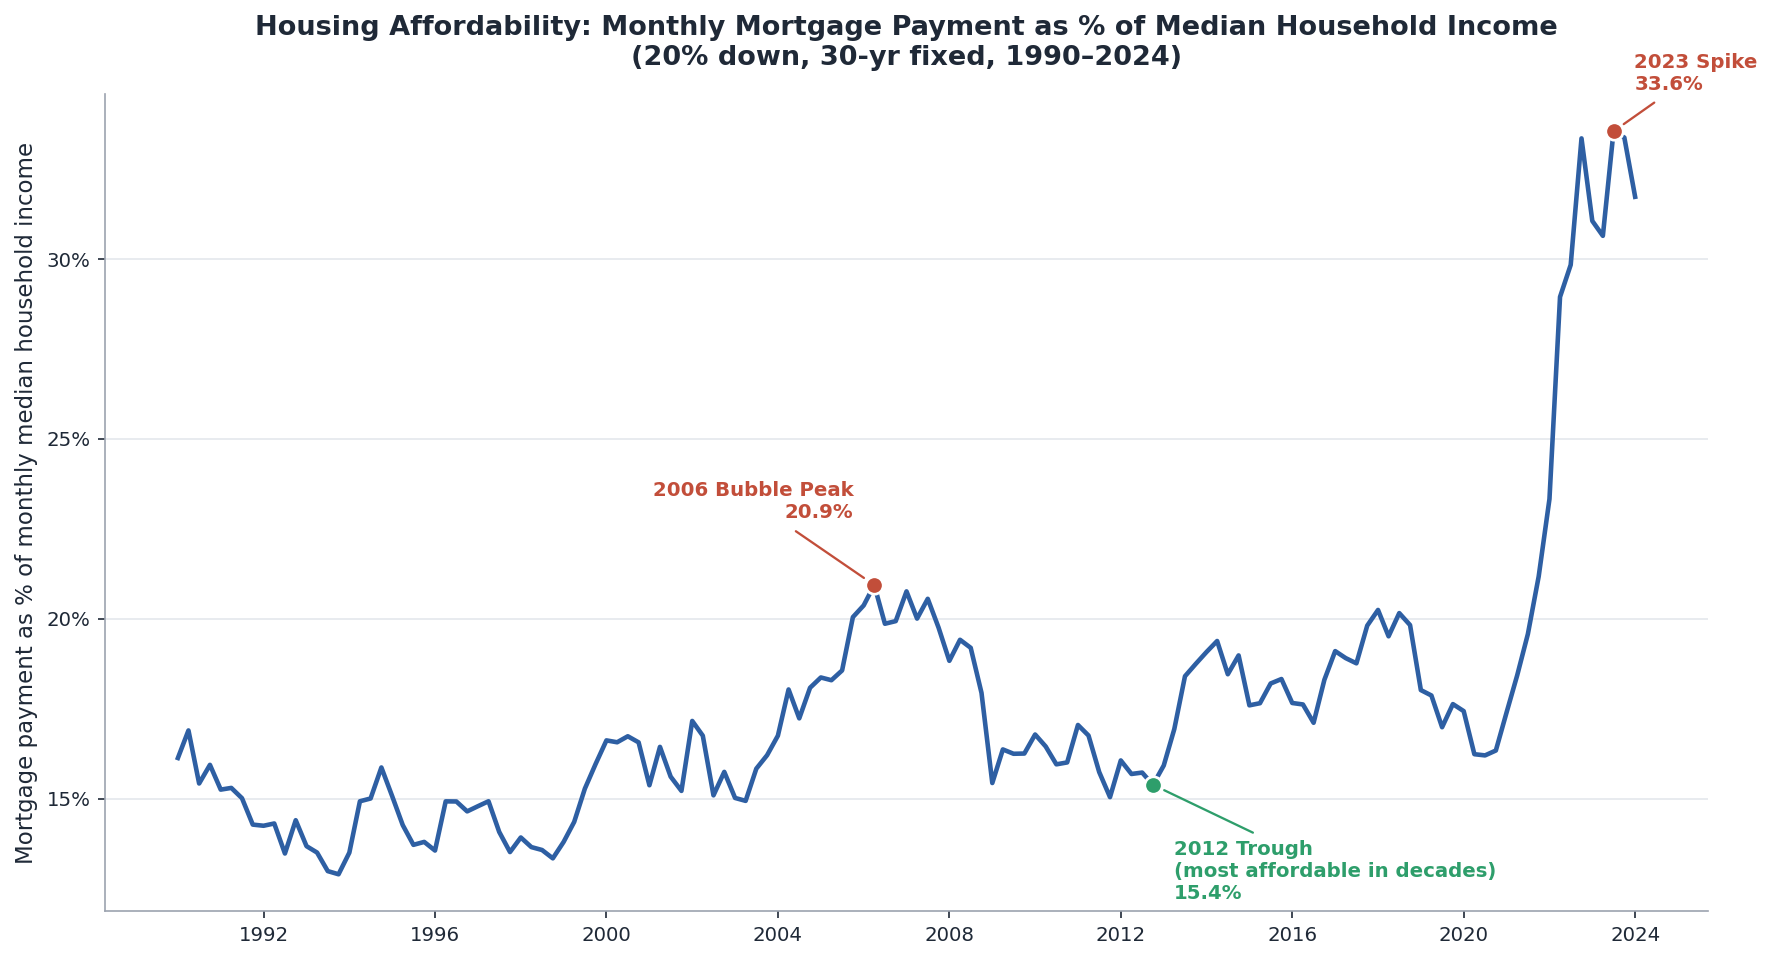 Housing Affordability: Monthly Mortgage Payment as % of Median Household Income
(20% down, 30-yr fixed, 1990–2024)
2023 Spike
33.6%
Mortgage payment as % of monthly median household income
30%
25%
20%
15%
2006 Bubble Peak
20.9%
2012 Trough
(most affordable in decades)
15.4%
1992
1996
2000
2004
2008
2012
2016
2020
2024